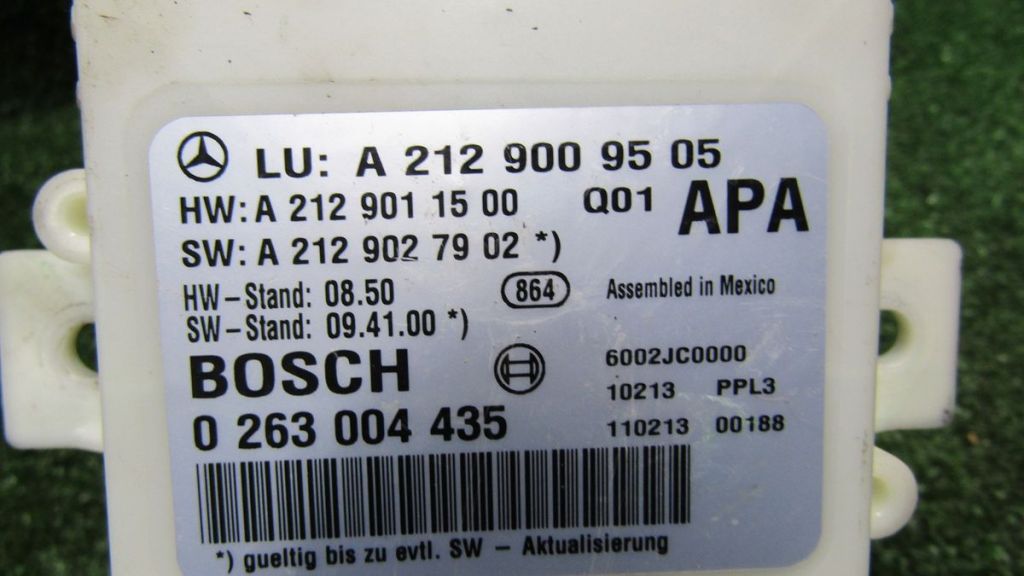 LU: A 212 900 95 05
HW: A 212 901 15 00 Q01 APA
SW: A 212 902 79 02 *)
HW-Stand: 08.50 864 Assembled in Mexico
SW-Stand: 09.41.00 *)
BOSCH 6002JC0000
10213 PPL3
0 263 004 435 110213 00188
*) gueltig bis zu evtl. SW - Aktualisierung